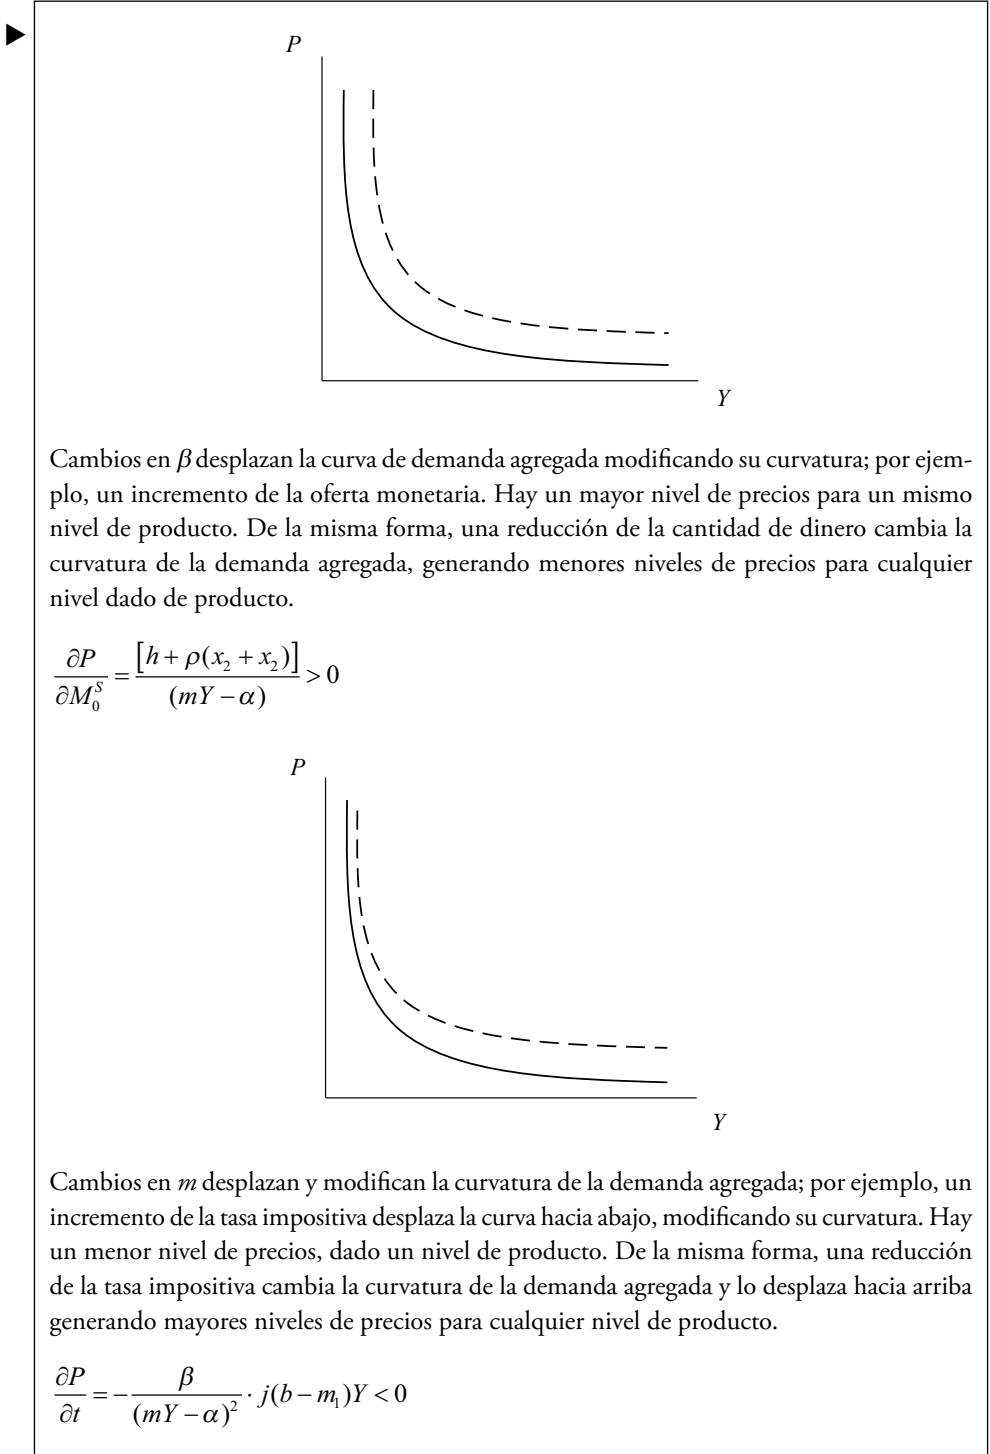 P
Y
Cambios en β desplazan la curva de demanda agregada modificando su curvatura; por ejem-
plo, un incremento de la oferta monetaria. Hay un mayor nivel de precios para un mismo
nivel de producto. De la misma forma, una reducción de la cantidad de dinero cambia la
curvatura de la demanda agregada, generando menores niveles de precios para cualquier
nivel dado de producto.
∂P/∂M₀ˢ = [h + ρ(x₂ + x₂)]/(mY − α) > 0
P
Y
Cambios en m desplazan y modifican la curvatura de la demanda agregada; por ejemplo, un
incremento de la tasa impositiva desplaza la curva hacia abajo, modificando su curvatura. Hay
un menor nivel de precios, dado un nivel de producto. De la misma forma, una reducción
de la tasa impositiva cambia la curvatura de la demanda agregada y lo desplaza hacia arriba
generando mayores niveles de precios para cualquier nivel de producto.
∂P/∂t = − β/(mY − α)² · j(b − m₁)Y < 0